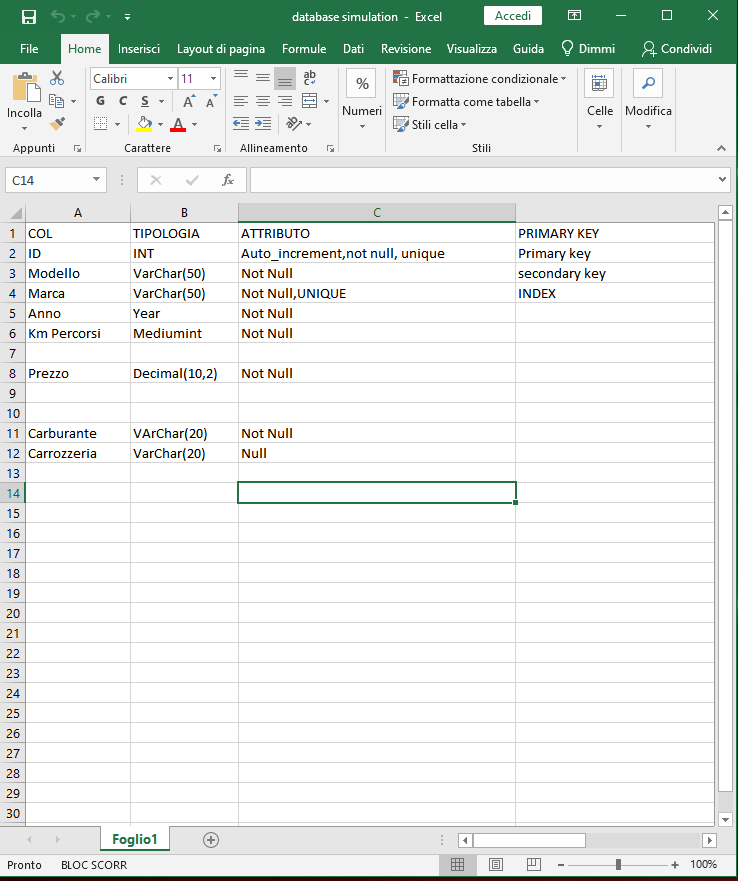 database simulation - Excel
Accedi
File Home Inserisci Layout di pagina Formule Dati Revisione Visualizza Guida Dimmi Condividi
Incolla
Calibri 11
G C S A A
A
ab
%
Numeri
Formattazione condizionale
Formatta come tabella
Stili cella
Celle
Modifica
Appunti Carattere Allineamento Stili
C14 fx
A B C
1 COL TIPOLOGIA ATTRIBUTO PRIMARY KEY
2 ID INT Auto_increment,not null, unique Primary key
3 Modello VarChar(50) Not Null secondary key
4 Marca VarChar(50) Not Null,UNIQUE INDEX
5 Anno Year Not Null
6 Km Percorsi Mediumint Not Null
7
8 Prezzo Decimal(10,2) Not Null
9
10
11 Carburante VArChar(20) Not Null
12 Carrozzeria VarChar(20) Null
13
14
15
16
17
18
19
20
21
22
23
24
25
26
27
28
29
30
Foglio1
Pronto BLOC SCORR 100%